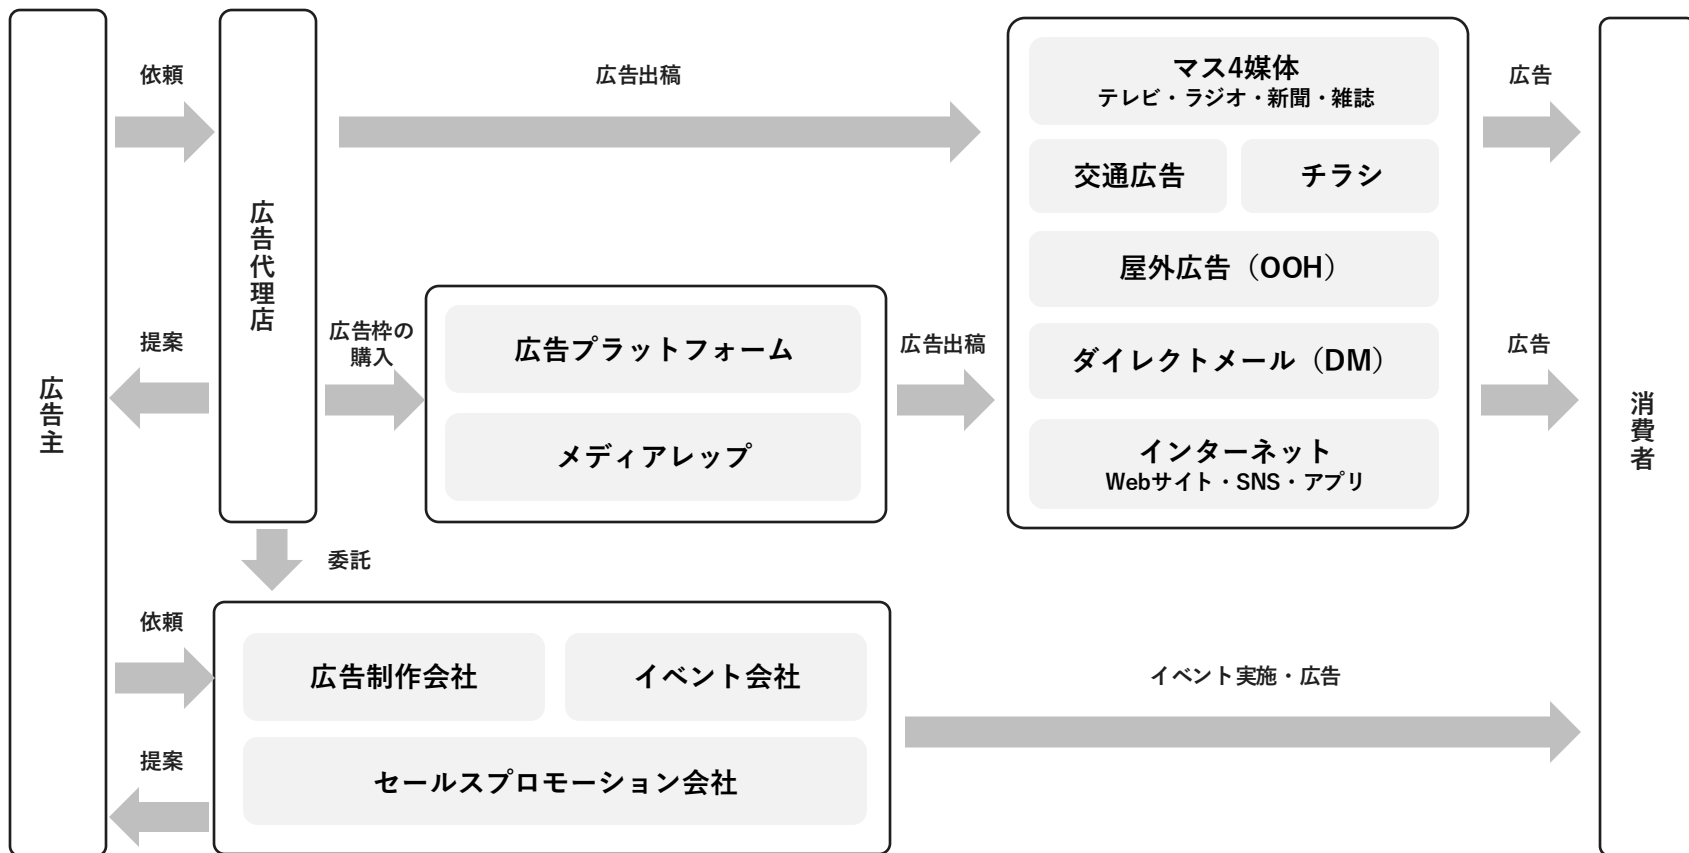 依頼
広告出稿
マス4媒体
テレビ・ラジオ・新聞・雑誌
広告
交通広告
チラシ
広告代理店
屋外広告（OOH）
提案
広告枠の
購入
広告プラットフォーム
広告出稿
ダイレクトメール（DM）
広告
広告主
消費者
メディアレップ
インターネット
Webサイト・SNS・アプリ
委託
依頼
広告制作会社
イベント会社
イベント実施・広告
提案
セールスプロモーション会社